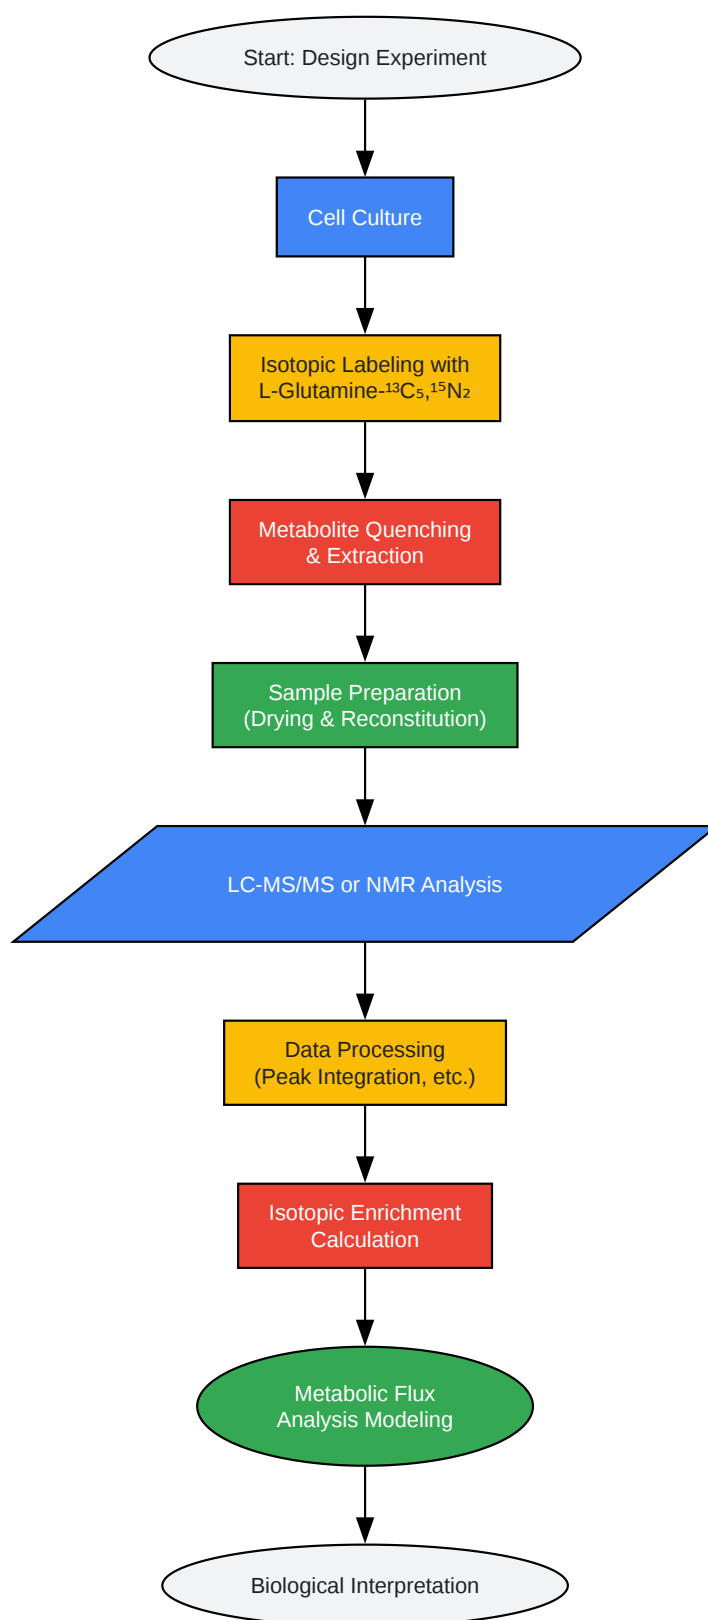 Start: Design Experiment
Cell Culture
Isotopic Labeling with
L-Glutamine-¹³C₅,¹⁵N₂
Metabolite Quenching
& Extraction
Sample Preparation
(Drying & Reconstitution)
LC-MS/MS or NMR Analysis
Data Processing
(Peak Integration, etc.)
Isotopic Enrichment
Calculation
Metabolic Flux
Analysis Modeling
Biological Interpretation